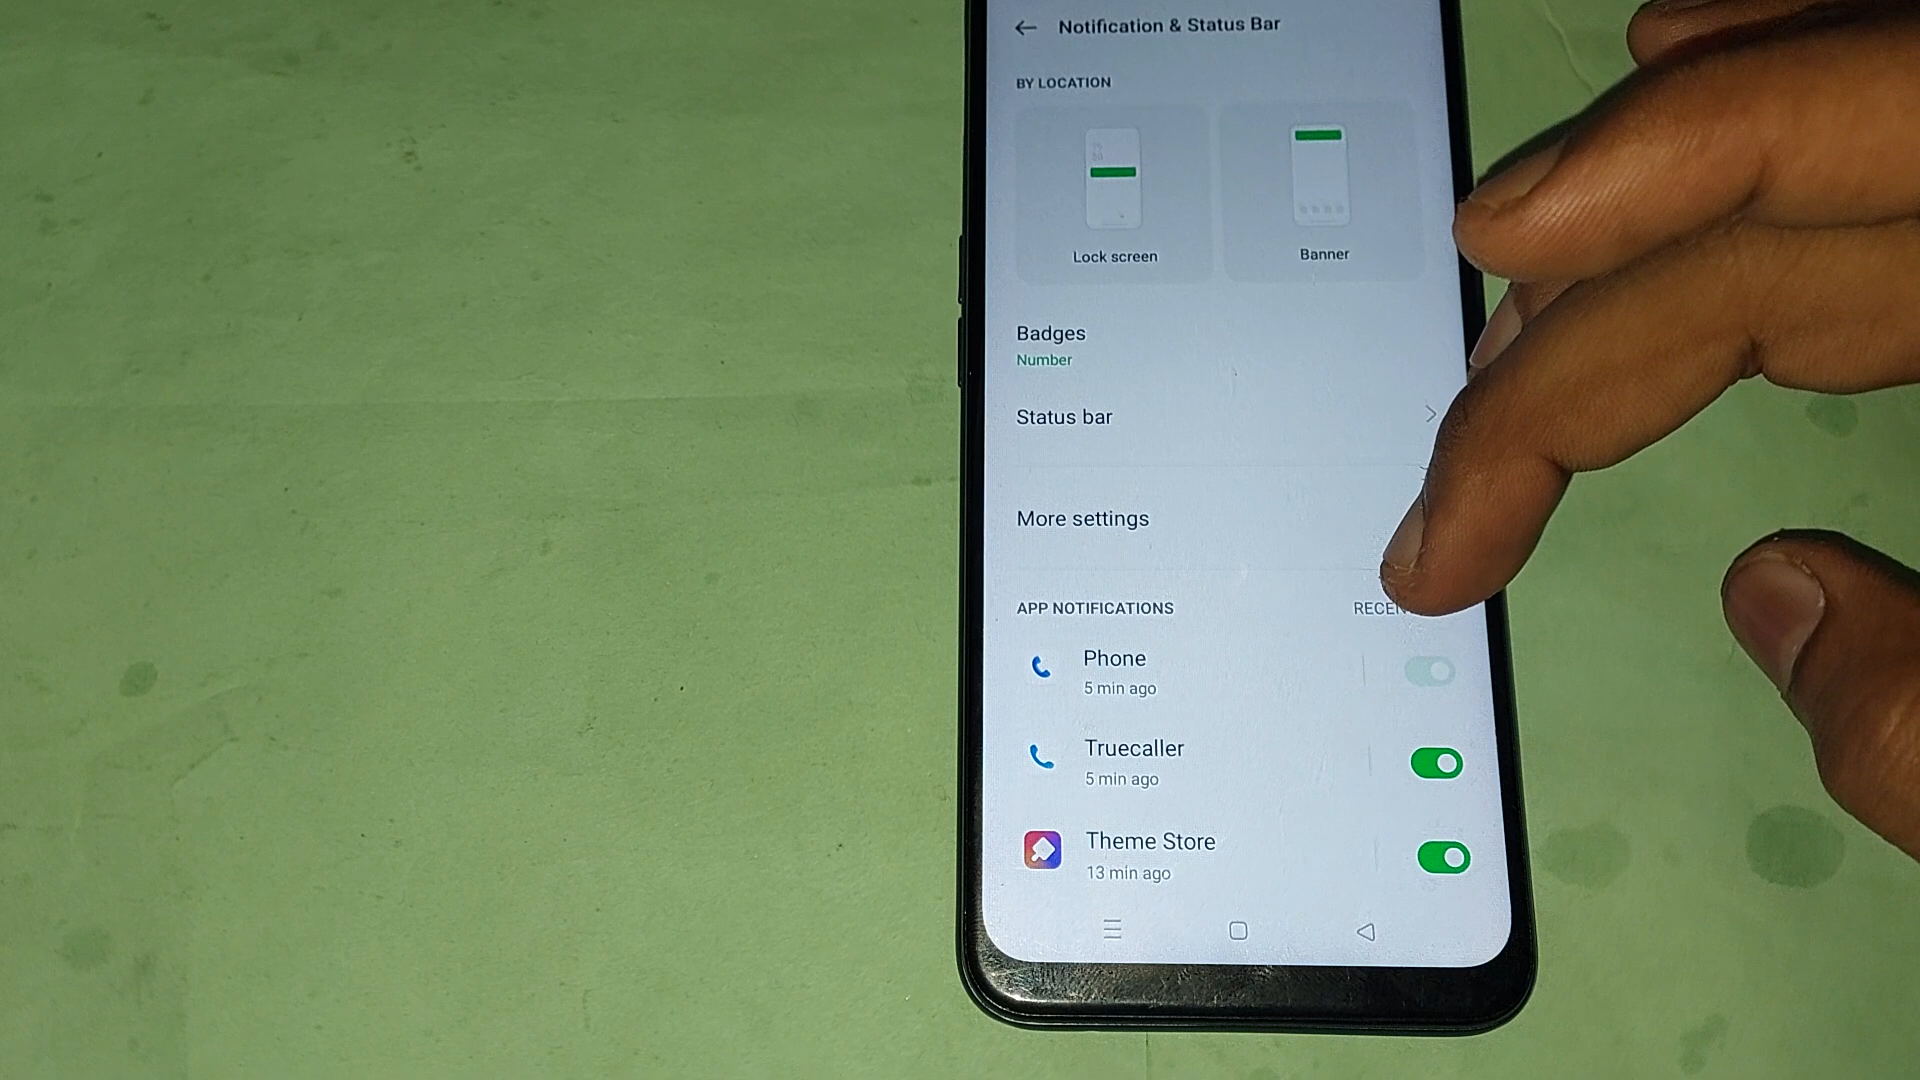 Notification & Status Bar
BY LOCATION
Lock screen
Banner
Badges
Number
Status bar
More settings
APP NOTIFICATIONS
Phone
5 min ago
Truecaller
5 min ago
Theme Store
13 min ago